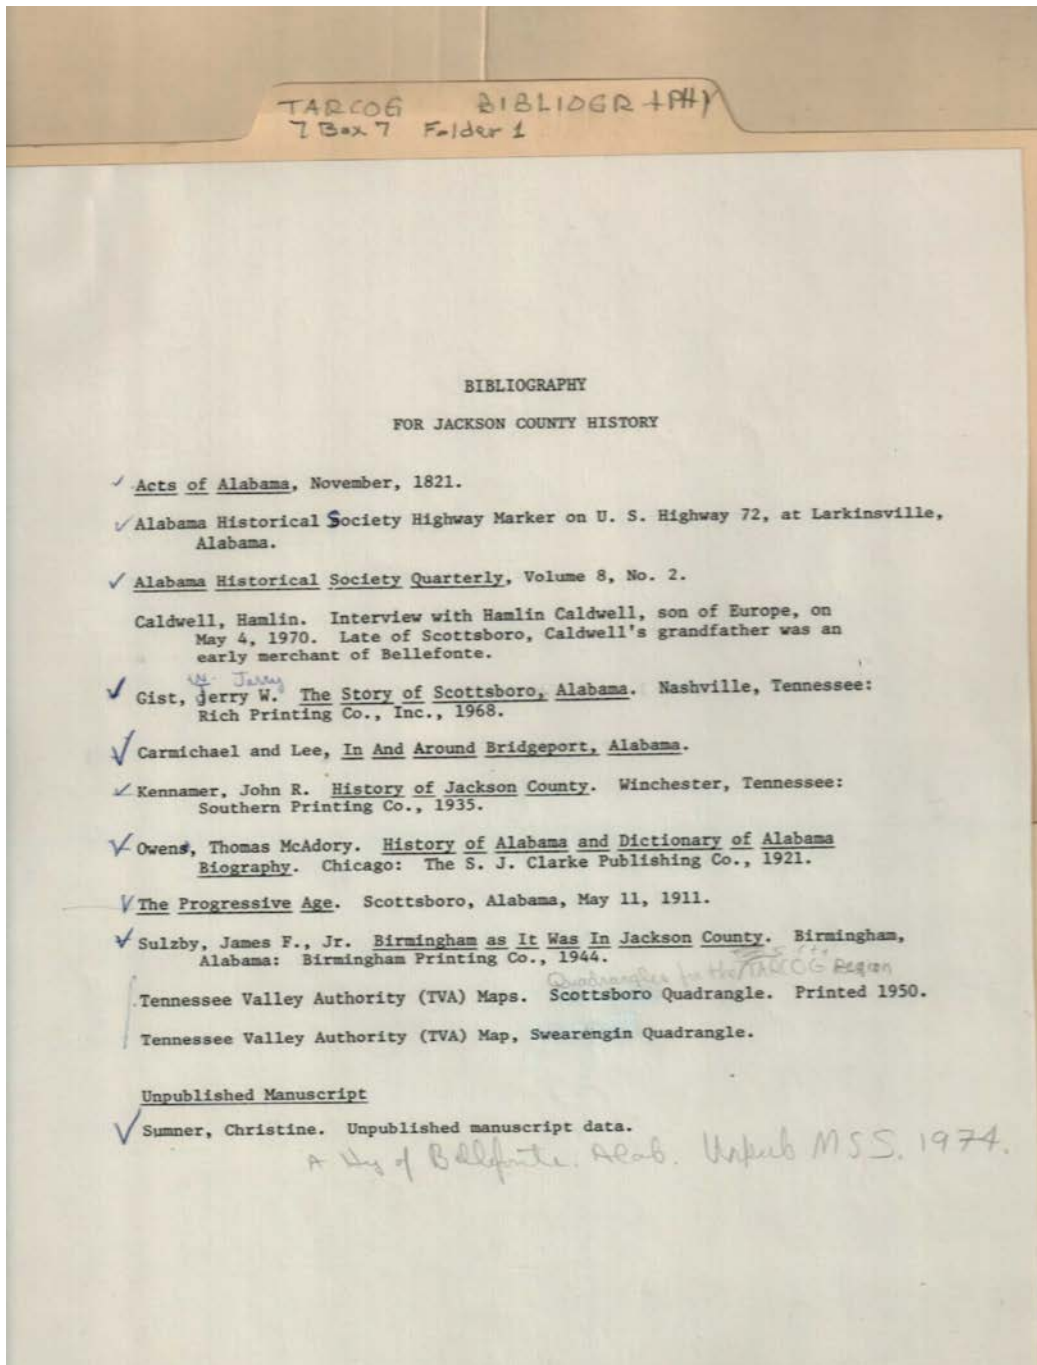 TARCOG BIBLIOGRAPHY
7 Box 7 Folder 1
BIBLIOGRAPHY
FOR JACKSON COUNTY HISTORY
Acts of Alabama, November, 1821.
Alabama Historical Society Highway Marker on U. S. Highway 72, at Larkinsville,
Alabama.
Alabama Historical Society Quarterly, Volume 8, No. 2.
Caldwell, Hamlin. Interview with Hamlin Caldwell, son of Europe, on
May 4, 1970. Late of Scottsboro, Caldwell's grandfather was an
early merchant of Bellefonte.
W. Jerry
Gist, Jerry W. The Story of Scottsboro, Alabama. Nashville, Tennessee:
Rich Printing Co., Inc., 1968.
Carmichael and Lee, In And Around Bridgeport, Alabama.
Kennamer, John R. History of Jackson County. Winchester, Tennessee:
Southern Printing Co., 1935.
Owens, Thomas McAdory. History of Alabama and Dictionary of Alabama
Biography. Chicago: The S. J. Clarke Publishing Co., 1921.
The Progressive Age. Scottsboro, Alabama, May 11, 1911.
Sulzby, James F., Jr. Birmingham as It Was In Jackson County. Birmingham,
Alabama: Birmingham Printing Co., 1944.
Quadrangles for the TARCOG Region
Tennessee Valley Authority (TVA) Maps. Scottsboro Quadrangle. Printed 1950.
Tennessee Valley Authority (TVA) Map, Swearengin Quadrangle.
Unpublished Manuscript
Sumner, Christine. Unpublished manuscript data.
A Hy of Bellefonte. Alab. Unpub MSS. 1974.